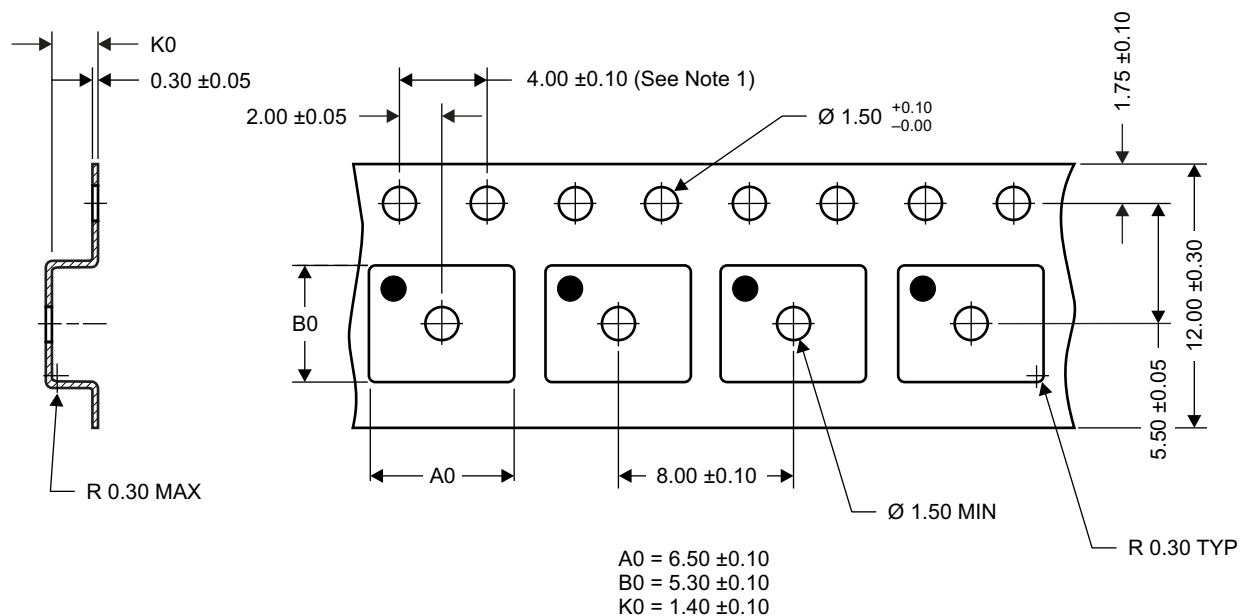 K0
0.30 ±0.05
4.00 ±0.10 (See Note 1)
2.00 ±0.05
Ø 1.50 +0.10 –0.00
1.75 ±0.10
B0
12.00 ±0.30
5.50 ±0.05
R 0.30 MAX
A0
8.00 ±0.10
Ø 1.50 MIN
R 0.30 TYP
A0 = 6.50 ±0.10
B0 = 5.30 ±0.10
K0 = 1.40 ±0.10